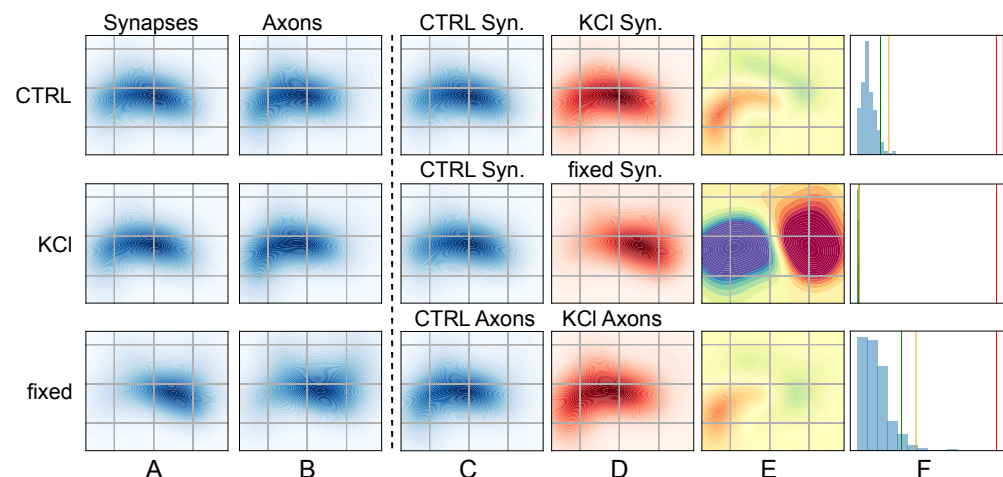 Synapses Axons CTRL Syn. KCl Syn.
CTRL
CTRL Syn. fixed Syn.
KCl
CTRL Axons KCl Axons
fixed
A B C D E F